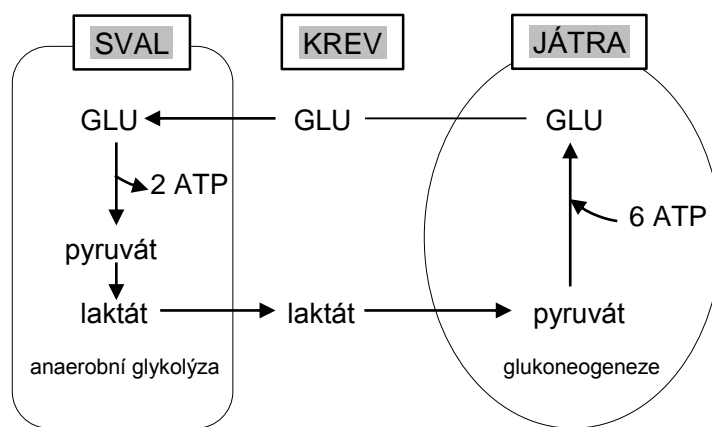 SVAL KREV JÁTRA
GLU GLU GLU
2 ATP
6 ATP
pyruvát
laktát laktát pyruvát
anaerobní glykolýza glukoneogeneze